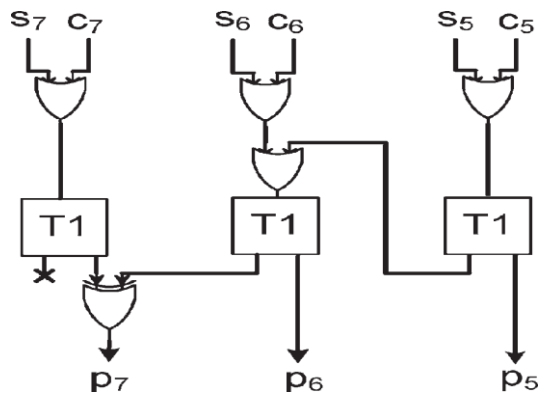 s₇ c₇ s₆ c₆ s₅ c₅
T1 T1 T1
p₇ p₆ p₅